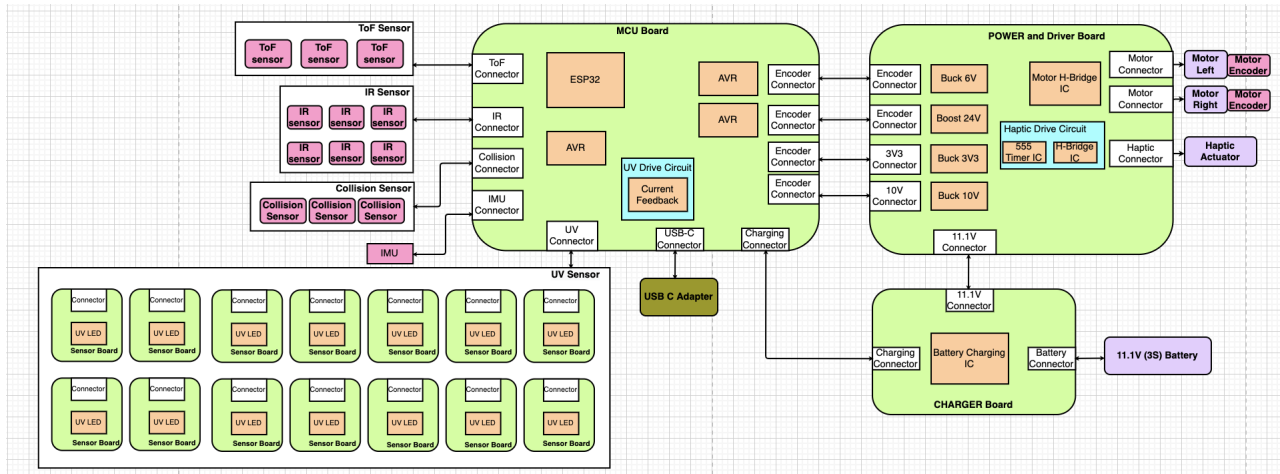 ToF Sensor
ToF
sensor
ToF
sensor
ToF
sensor
IR Sensor
IR
sensor
IR
sensor
IR
sensor
IR
sensor
IR
sensor
IR
sensor
Collision Sensor
Collision
Sensor
Collision
Sensor
Collision
Sensor
IMU
MCU Board
ToF
Connector
IR
Connector
Collision
Connector
IMU
Connector
ESP32
AVR
AVR
AVR
UV Drive Circuit
Current
Feedback
Encoder
Connector
Encoder
Connector
Encoder
Connector
Encoder
Connector
UV
Connector
USB-C
Connector
Charging
Connector
USB C Adapter
POWER and Driver Board
Encoder
Connector
Encoder
Connector
3V3
Connector
10V
Connector
Buck 6V
Boost 24V
Buck 3V3
Buck 10V
Motor H-Bridge
IC
Haptic Drive Circuit
555
Timer IC
H-Bridge
IC
Motor
Connector
Motor
Connector
Haptic
Connector
11.1V
Connector
Motor
Left
Motor
Encoder
Motor
Right
Motor
Encoder
Haptic
Actuator
11.1V
Connector
Charging
Connector
Battery Charging
IC
Battery
Connector
CHARGER Board
11.1V (3S) Battery
UV Sensor
Connector
UV LED
Sensor Board
Connector
UV LED
Sensor Board
Connector
UV LED
Sensor Board
Connector
UV LED
Sensor Board
Connector
UV LED
Sensor Board
Connector
UV LED
Sensor Board
Connector
UV LED
Sensor Board
Connector
UV LED
Sensor Board
Connector
UV LED
Sensor Board
Connector
UV LED
Sensor Board
Connector
UV LED
Sensor Board
Connector
UV LED
Sensor Board
Connector
UV LED
Sensor Board
Connector
UV LED
Sensor Board